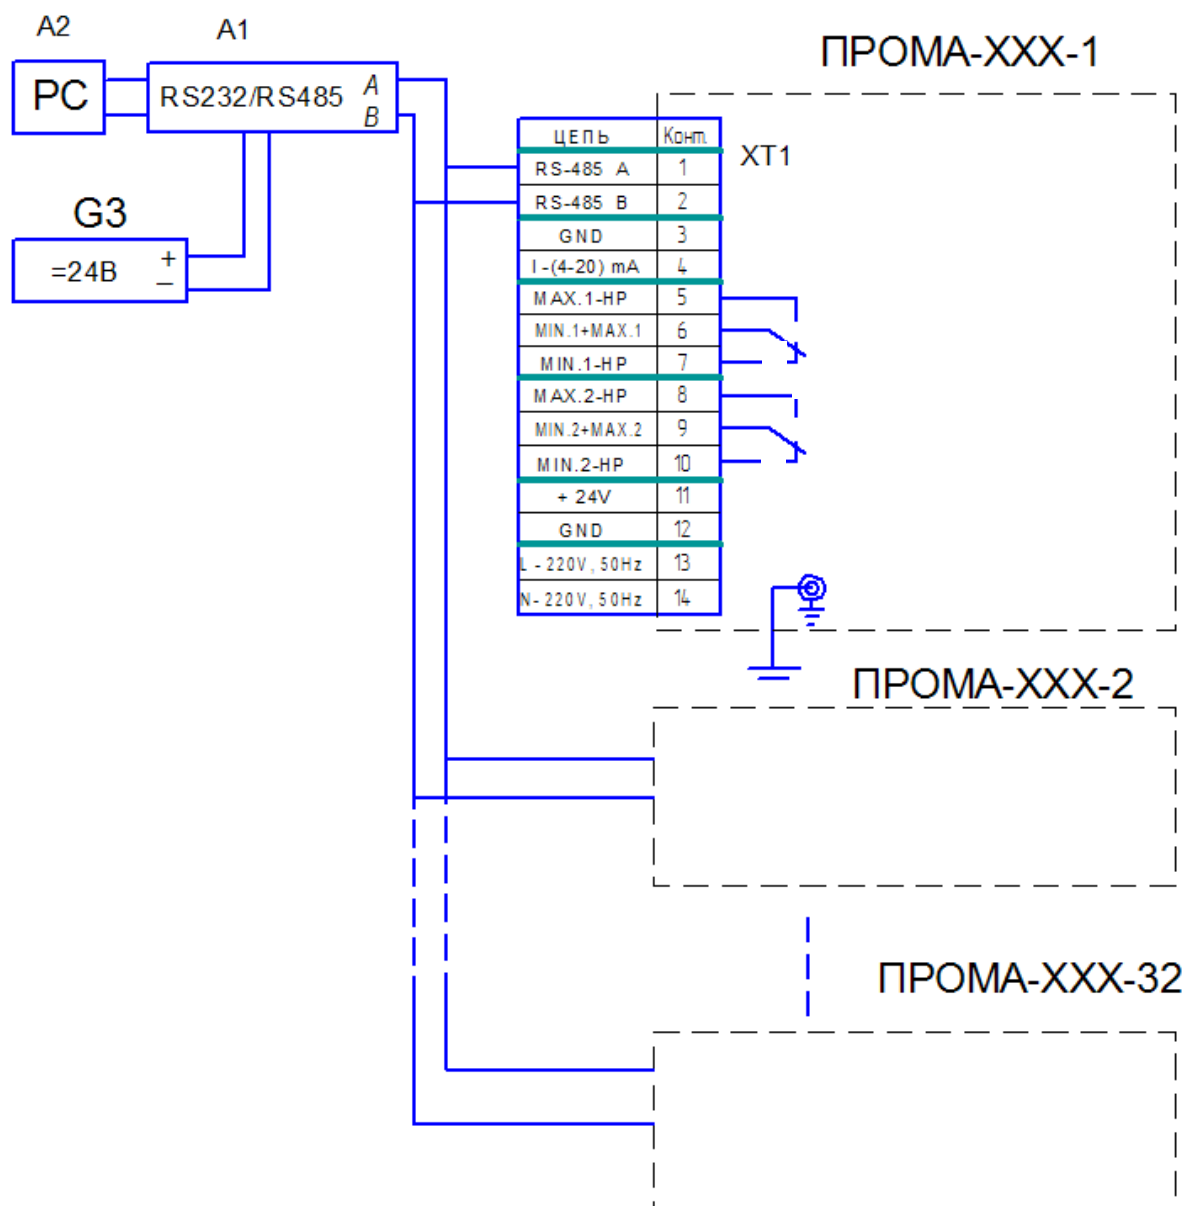 A2
A1
ПРОМА-ХХХ-1
PC
RS232/RS485
A
B
ЦЕПЬ Конт.
XT1
RS-485 A 1
RS-485 B 2
G3
GND 3
=24В
+
−
I-(4-20) mA 4
MAX.1-HP 5
MIN.1+MAX.1 6
MIN.1-HP 7
MAX.2-HP 8
MIN.2+MAX.2 9
MIN.2-HP 10
+ 24V 11
GND 12
L - 220V, 50Hz 13
N- 220V, 50Hz 14
ПРОМА-ХХХ-2
ПРОМА-ХХХ-32